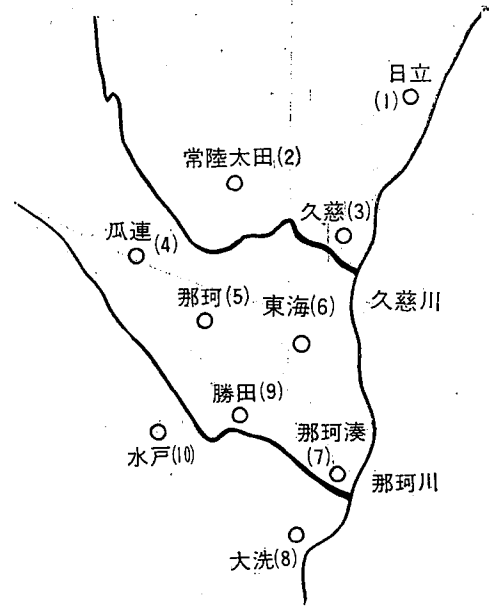 日立
(1)
常陸太田(2)
久慈(3)
瓜連
(4)
久慈川
那珂(5)
東海(6)
勝田(9)
水戸(10)
那珂湊
(7)
那珂川
大洗(8)